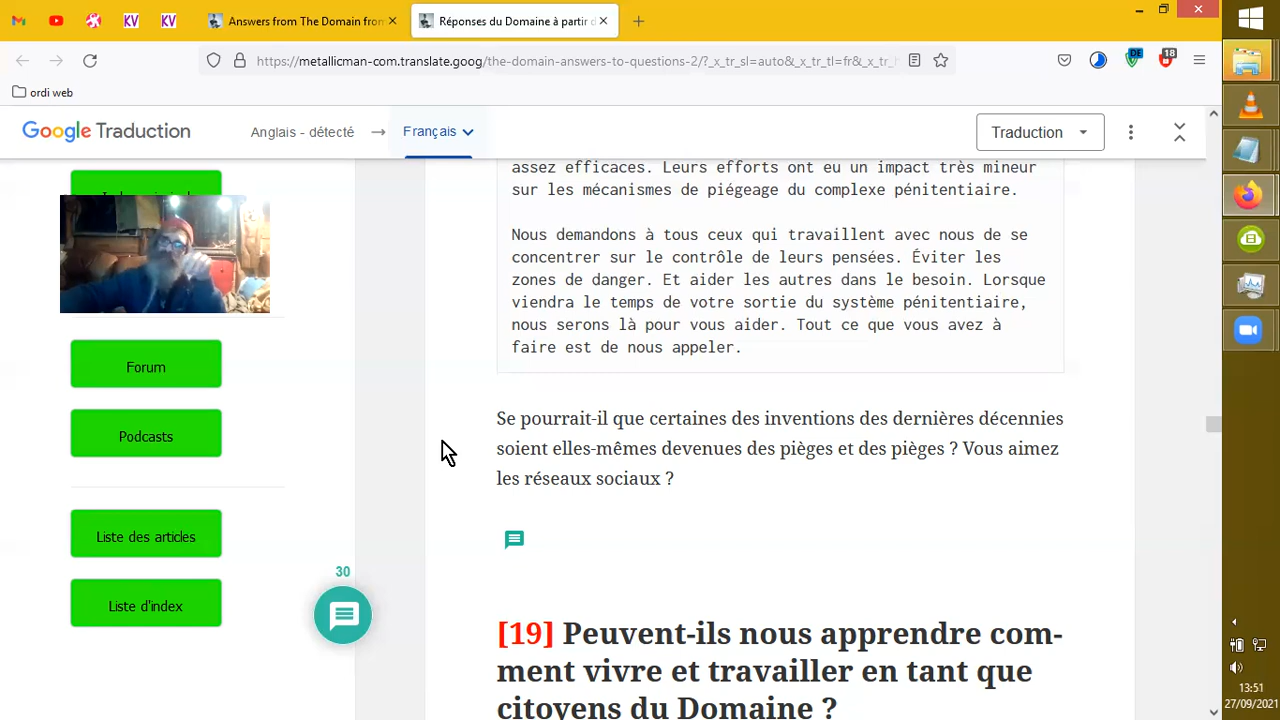 KV
KV
Answers from The Domain fron
Réponses du Domaine à partir d
https://metallicman-com.translate.goog/the-domain-answers-to-questions-2/?_x_tr_sl=auto&_x_tr_tl=fr&_x_tr_h
DE
18
ordi web
Google Traduction
Anglais - détecté
Français
Traduction
assez efficaces. Leurs efforts ont eu un impact très mineur
sur les mécanismes de piégeage du complexe pénitentiaire.
Nous demandons à tous ceux qui travaillent avec nous de se
concentrer sur le contrôle de leurs pensées. Éviter les
zones de danger. Et aider les autres dans le besoin. Lorsque
viendra le temps de votre sortie du système pénitentiaire,
nous serons là pour vous aider. Tout ce que vous avez à
faire est de nous appeler.
Forum
Podcasts
Se pourrait-il que certaines des inventions des dernières décennies
soient elles-mêmes devenues des pièges et des pièges ? Vous aimez
les réseaux sociaux ?
Liste des articles
30
Liste d'index
[19] Peuvent-ils nous apprendre com-
ment vivre et travailler en tant que
citoyens du Domaine ?
13:51
27/09/2021